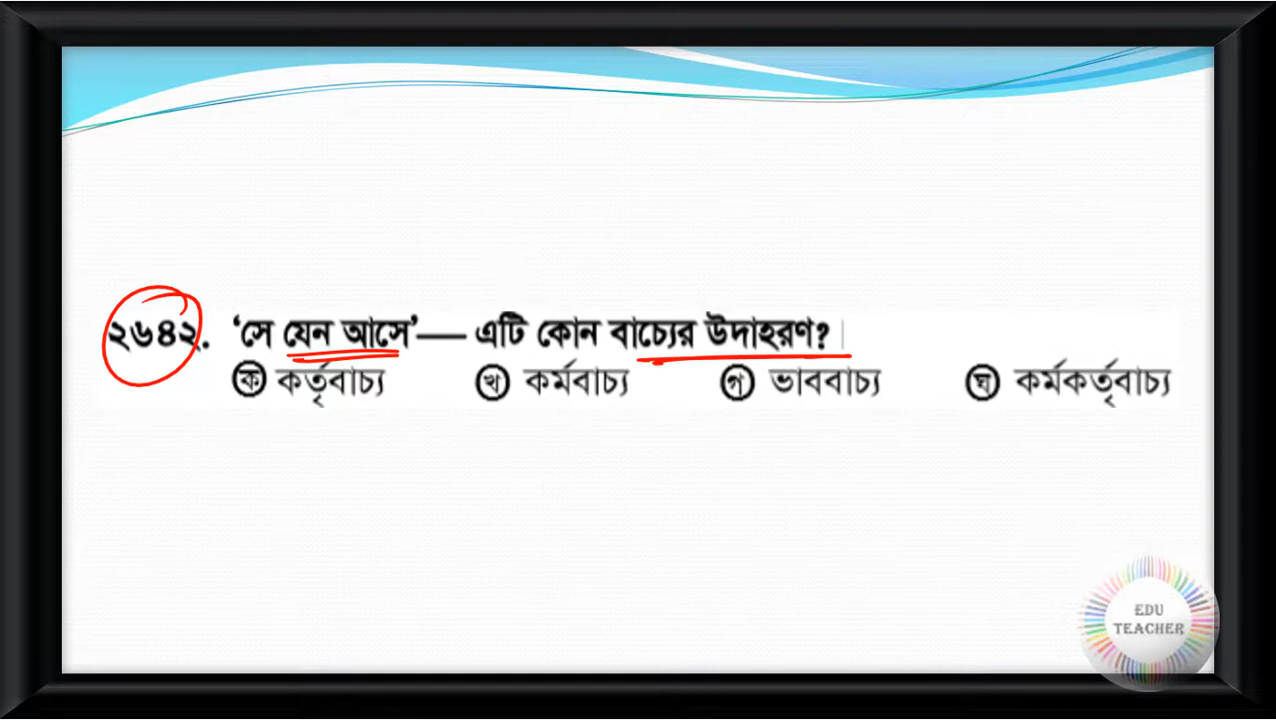 ২৬৪২. ‘সে যেন আসে’— এটি কোন বাচ্যের উদাহরণ?
ক কর্তৃবাচ্য খ কর্মবাচ্য গ ভাববাচ্য ঘ কর্মকর্তৃবাচ্য
EDU
TEACHER